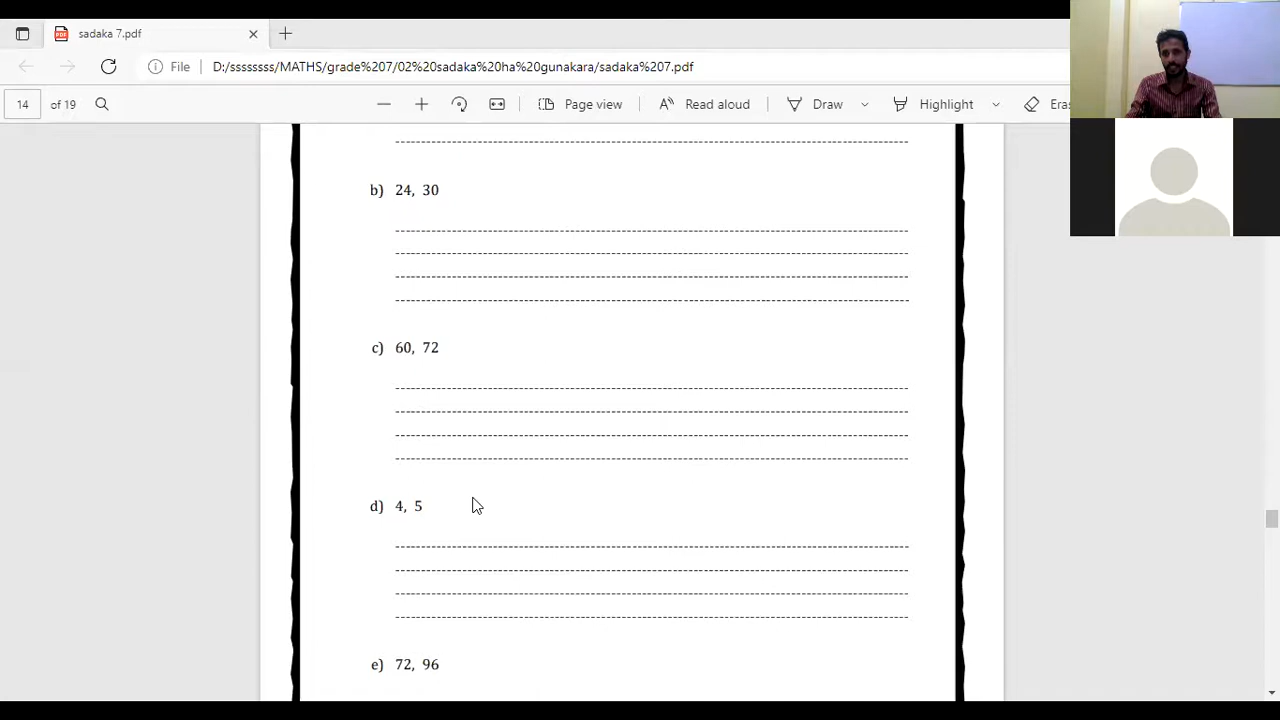 sadaka 7.pdf
File D:/ssssssss/MATHS/grade%207/02%20sadaka%20ha%20gunakara/sadaka%207.pdf
14 of 19 Page view Read aloud Draw Highlight Eras
b) 24, 30
c) 60, 72
d) 4, 5
e) 72, 96